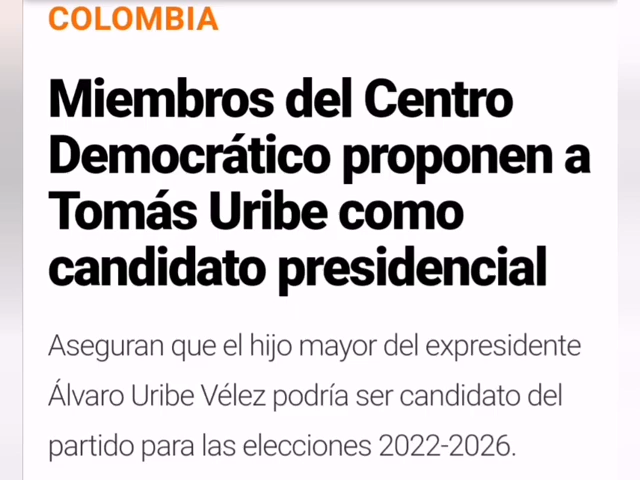 COLOMBIA
Miembros del Centro
Democrático proponen a
Tomás Uribe como
candidato presidencial
Aseguran que el hijo mayor del expresidente
Álvaro Uribe Vélez podría ser candidato del
partido para las elecciones 2022-2026.